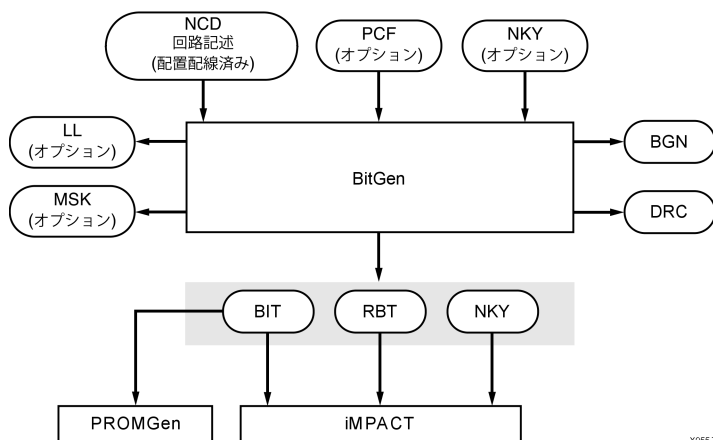 NCD
回路記述
(配置配線済み)
PCF
(オプション)
NKY
(オプション)
LL
(オプション)
MSK
(オプション)
BitGen
BGN
DRC
BIT
RBT
NKY
PROMGen
iMPACT